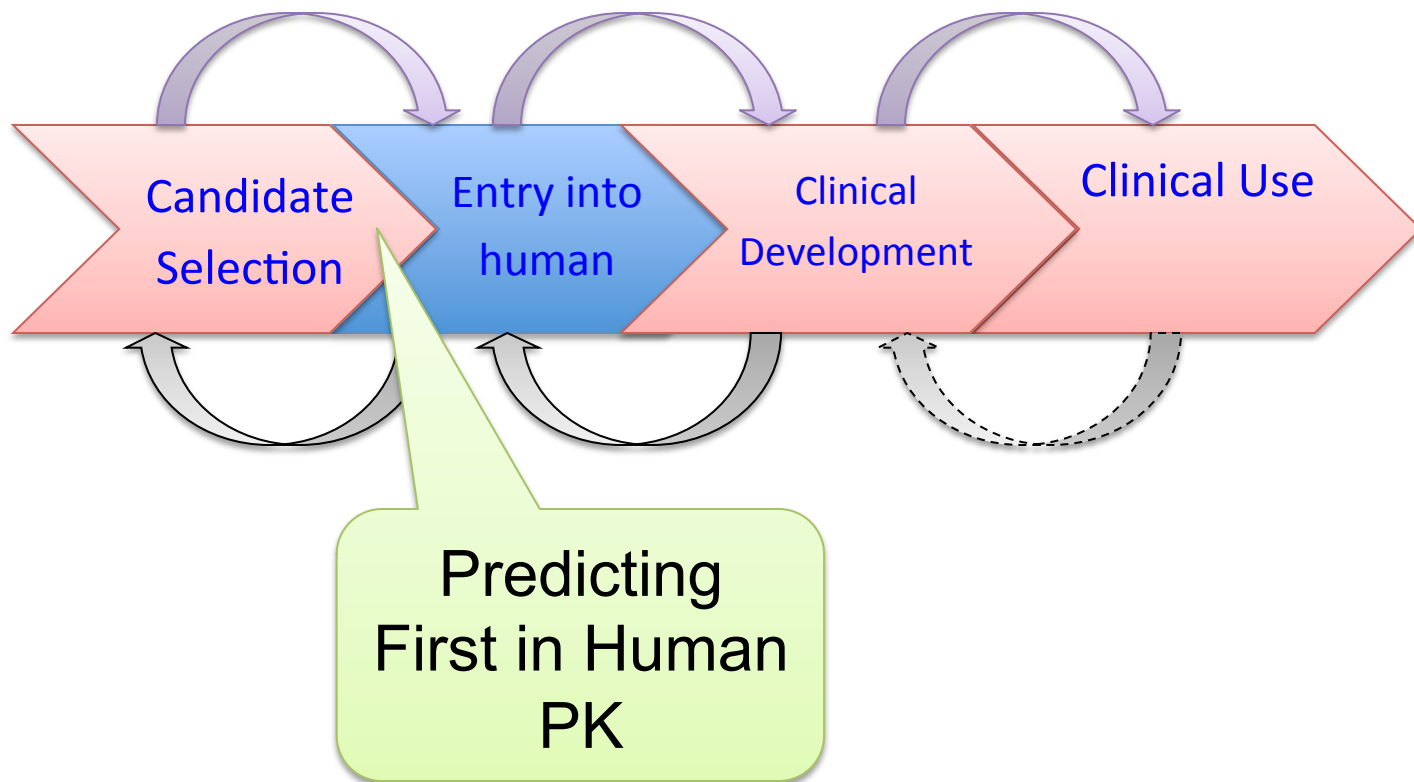 Candidate
Selection
Entry into
human
Clinical
Development
Clinical Use
Predicting
First in Human
PK